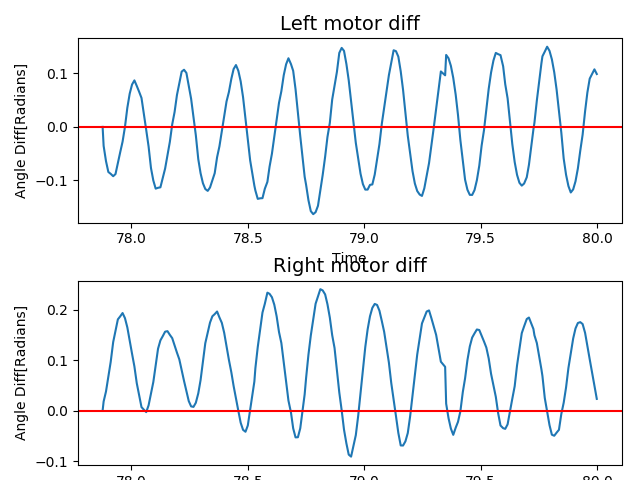 Left motor diff
Angle Diff[Radians]
0.1
0.0
−0.1
78.0 78.5 79.0 79.5 80.0
Time
Right motor diff
Angle Diff[Radians]
0.2
0.1
0.0
−0.1
78.0 78.5 79.0 79.5 80.0